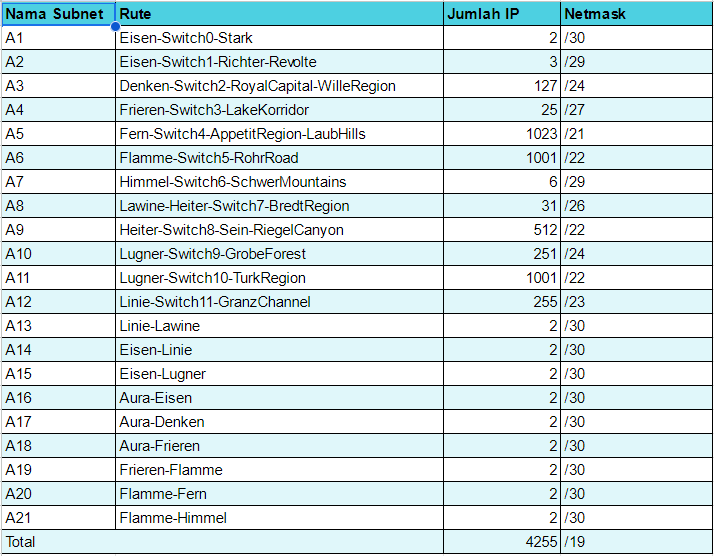 Nama Subnet Rute Jumlah IP Netmask
A1 Eisen-Switch0-Stark 2 /30
A2 Eisen-Switch1-Richter-Revolte 3 /29
A3 Denken-Switch2-RoyalCapital-WilleRegion 127 /24
A4 Frieren-Switch3-LakeKorridor 25 /27
A5 Fern-Switch4-AppetitRegion-LaubHills 1023 /21
A6 Flamme-Switch5-RohrRoad 1001 /22
A7 Himmel-Switch6-SchwerMountains 6 /29
A8 Lawine-Heiter-Switch7-BredtRegion 31 /26
A9 Heiter-Switch8-Sein-RiegelCanyon 512 /22
A10 Lugner-Switch9-GrobeForest 251 /24
A11 Lugner-Switch10-TurkRegion 1001 /22
A12 Linie-Switch11-GranzChannel 255 /23
A13 Linie-Lawine 2 /30
A14 Eisen-Linie 2 /30
A15 Eisen-Lugner 2 /30
A16 Aura-Eisen 2 /30
A17 Aura-Denken 2 /30
A18 Aura-Frieren 2 /30
A19 Frieren-Flamme 2 /30
A20 Flamme-Fern 2 /30
A21 Flamme-Himmel 2 /30
Total 4255 /19